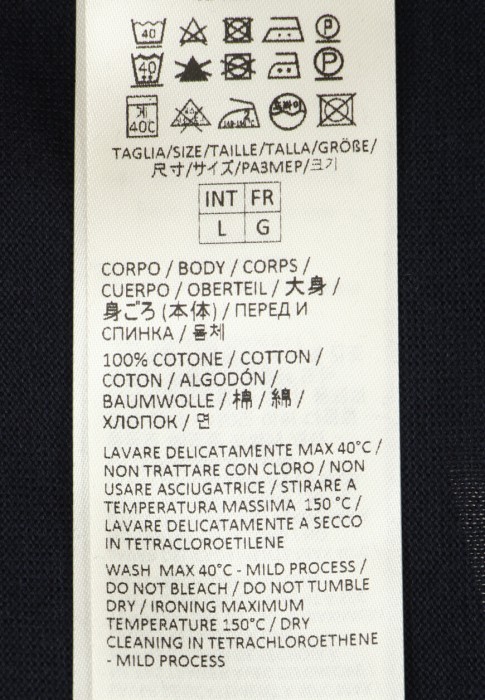 40 P
40 P
40C
TAGLIA/SIZE/TAILLE/TALLA/GRÖßE/
尺寸/サイズ/РАЗМЕР/크기
INT FR
L G
CORPO / BODY / CORPS /
CUERPO / OBERTEIL / 大身 /
身ごろ (本体) / ПЕРЕД И
СПИНКА / 몸체
100% COTONE / COTTON /
COTON / ALGODÓN /
BAUMWOLLE / 棉 / 綿 /
ХЛОПОК / 면
LAVARE DELICATAMENTE MAX 40°C /
NON TRATTARE CON CLORO / NON
USARE ASCIUGATRICE / STIRARE A
TEMPERATURA MASSIMA 150°C /
LAVARE DELICATAMENTE A SECCO
IN TETRACLOROETILENE
WASH MAX 40°C - MILD PROCESS /
DO NOT BLEACH / DO NOT TUMBLE
DRY / IRONING MAXIMUM
TEMPERATURE 150°C / DRY
CLEANING IN TETRACHLOROETHENE
- MILD PROCESS